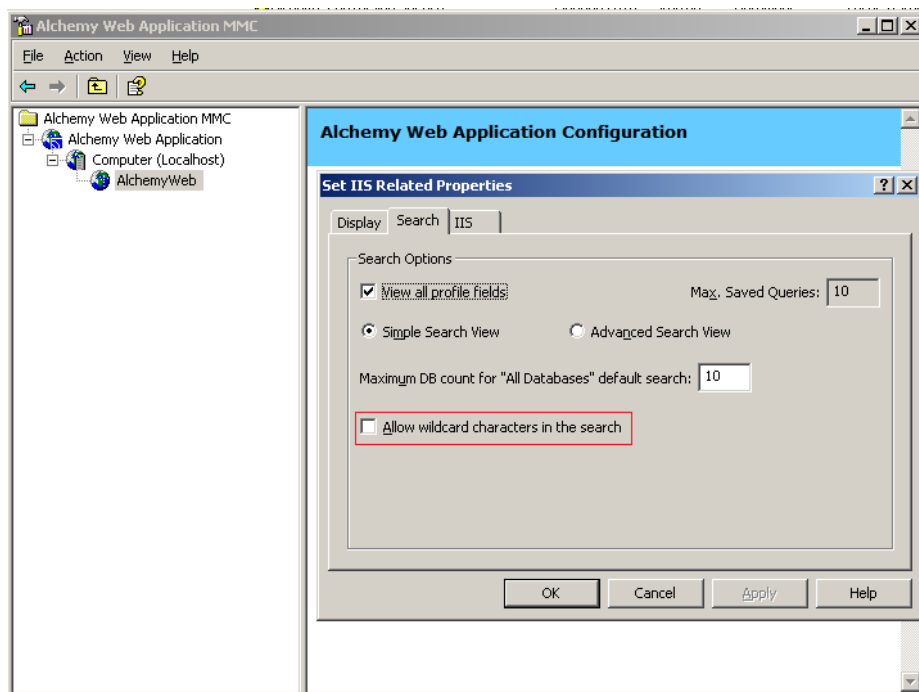 Alchemy Web Application MMC
File Action View Help
Alchemy Web Application MMC
Alchemy Web Application
Computer (Localhost)
AlchemyWeb
Alchemy Web Application Configuration
Set IIS Related Properties
Display Search IIS
Search Options
View all profile fields Max. Saved Queries: 10
Simple Search View Advanced Search View
Maximum DB count for "All Databases" default search: 10
Allow wildcard characters in the search
OK Cancel Apply Help